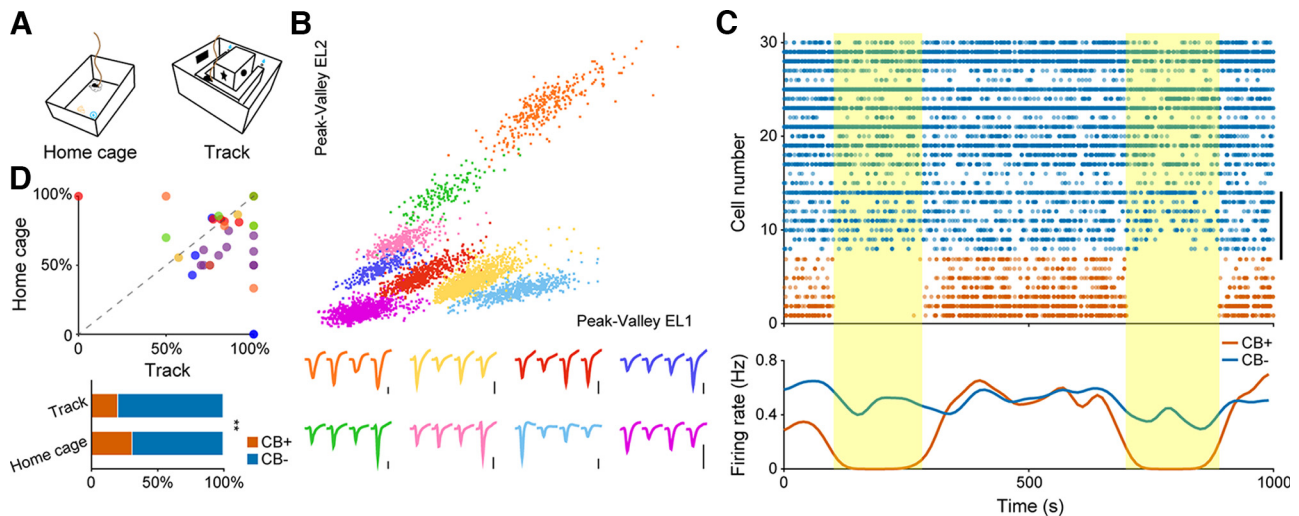 A
Home cage
Track
B
Peak-Valley EL2
Peak-Valley EL1
C
Cell number
30
20
10
0
Firing rate (Hz)
0.8
0.4
0
CB+
CB-
0
500
1000
Time (s)
D
Home cage
100%
50%
0
50%
100%
Track
Track
Home cage
**
CB+
CB-
0
50%
100%